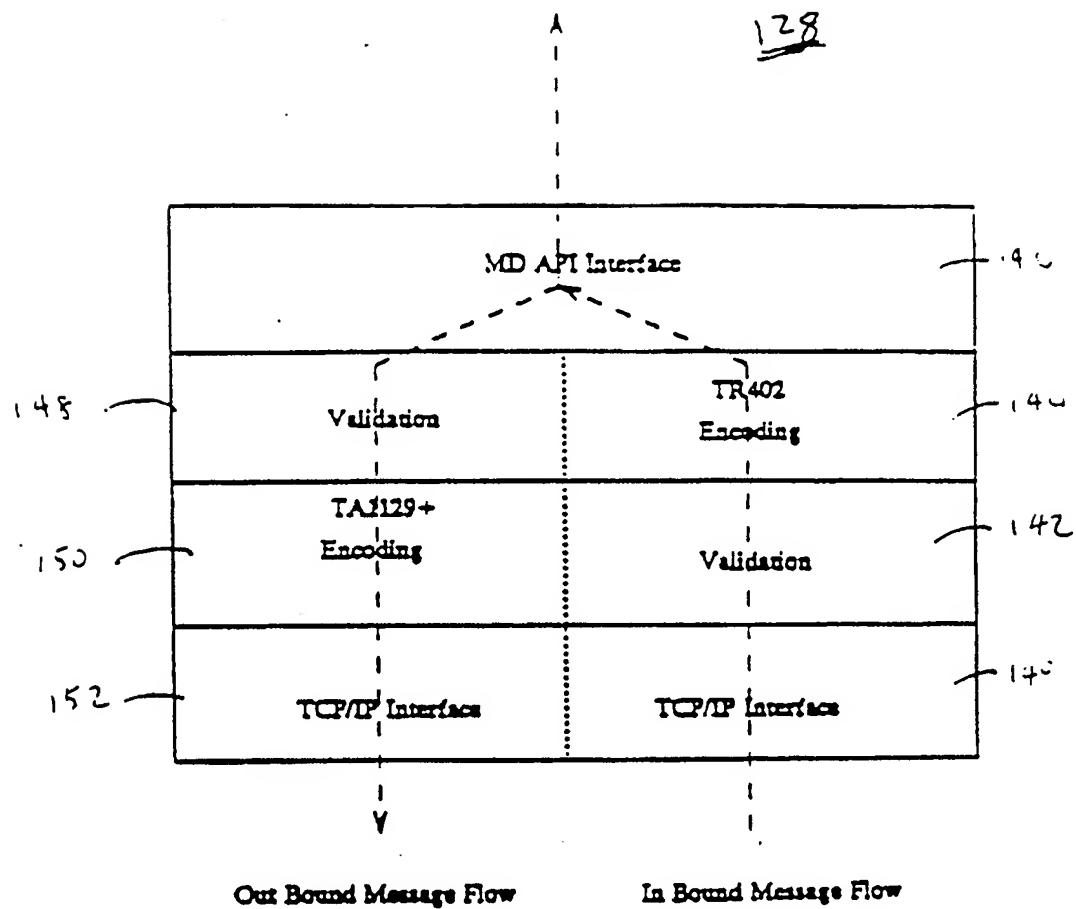 128
MD API Interface
148
Validation
TR402
Encoding
150
TA1129+
Encoding
142
Validation
152
TCP/IP Interface
TCP/IP Interface
Out Bound Message Flow
In Bound Message Flow